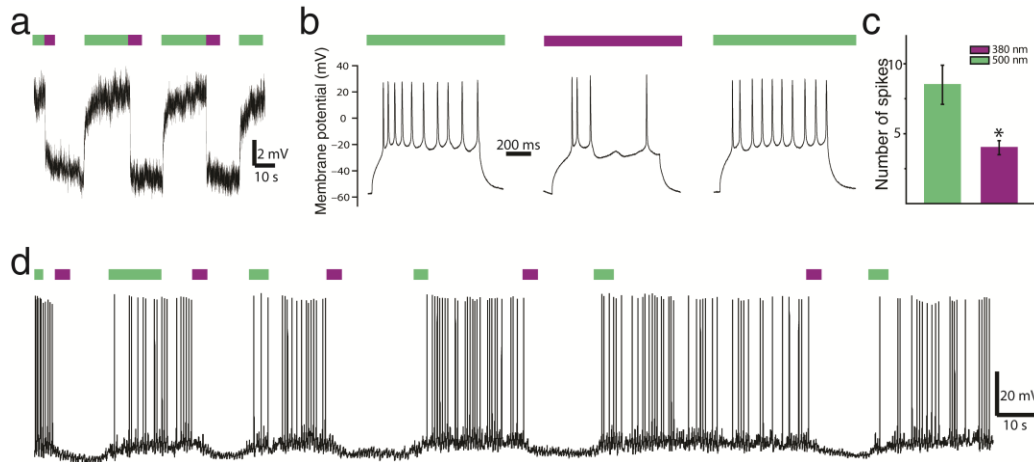 a
2 mV
10 s
b
Membrane potential (mV)
40
20
0
−20
−40
−60
200 ms
c
Number of spikes
10
5
380 nm
500 nm
*
d
20 mV
10 s